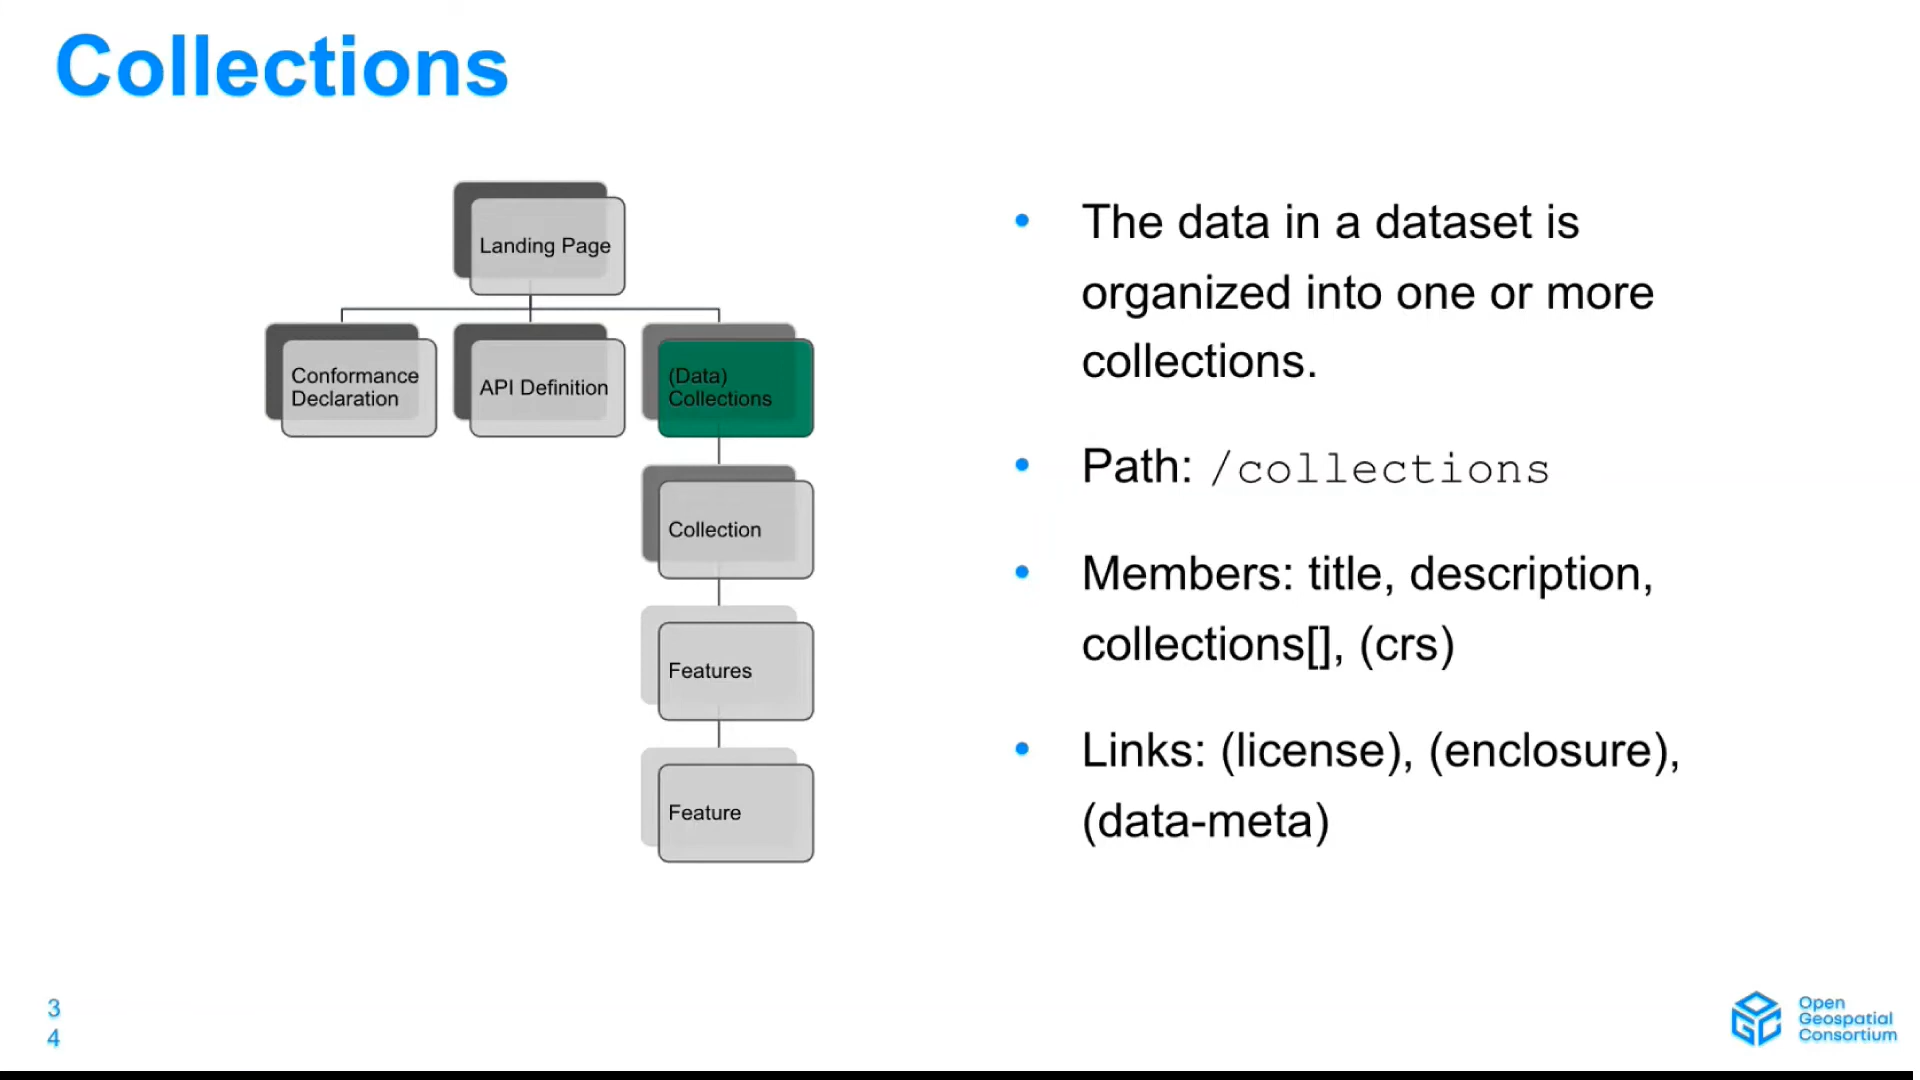 Collections
Landing Page
Conformance
Declaration
API Definition
(Data)
Collections
Collection
Features
Feature
• The data in a dataset is
organized into one or more
collections.
• Path: /collections
• Members: title, description,
collections[], (crs)
• Links: (license), (enclosure),
(data-meta)
3
4
Open
Geospatial
Consortium